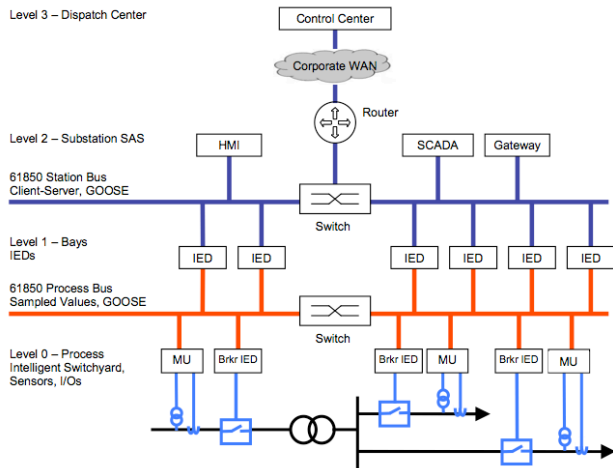 Level 3 – Dispatch Center
Control Center
Corporate WAN
Router
Level 2 – Substation SAS
HMI
SCADA
Gateway
61850 Station Bus
Client-Server, GOOSE
Switch
Level 1 – Bays
IEDs
IED
IED
IED
IED
IED
IED
61850 Process Bus
Sampled Values, GOOSE
Switch
Level 0 – Process
Intelligent Switchyard,
Sensors, I/Os
MU
Brkr IED
Brkr IED
MU
Brkr IED
MU